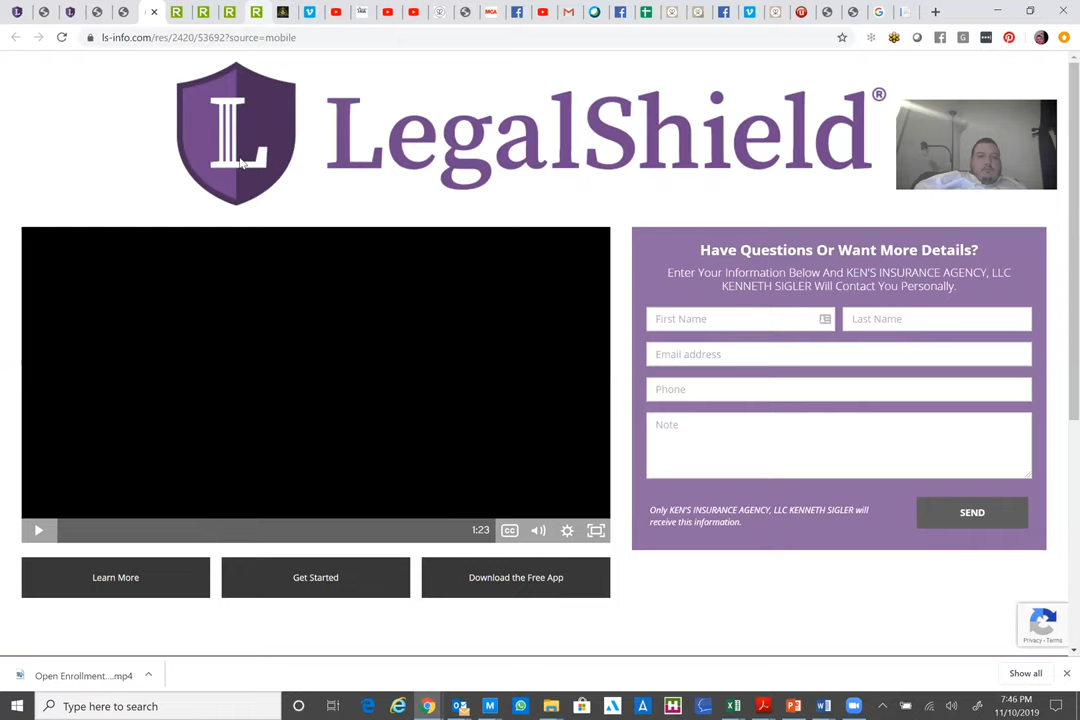 ls-info.com/res/2420/53692?source=mobile
LegalShield®
Have Questions Or Want More Details?
Enter Your Information Below And KEN'S INSURANCE AGENCY, LLC
KENNETH SIGLER Will Contact You Personally.
First Name
Last Name
Email address
Phone
Note
Only KEN'S INSURANCE AGENCY, LLC KENNETH SIGLER will
receive this information.
SEND
1:23
CC
Learn More
Get Started
Download the Free App
Privacy - Terms
Open Enrollment....mp4
Show all
Type here to search
7:46 PM
11/10/2019